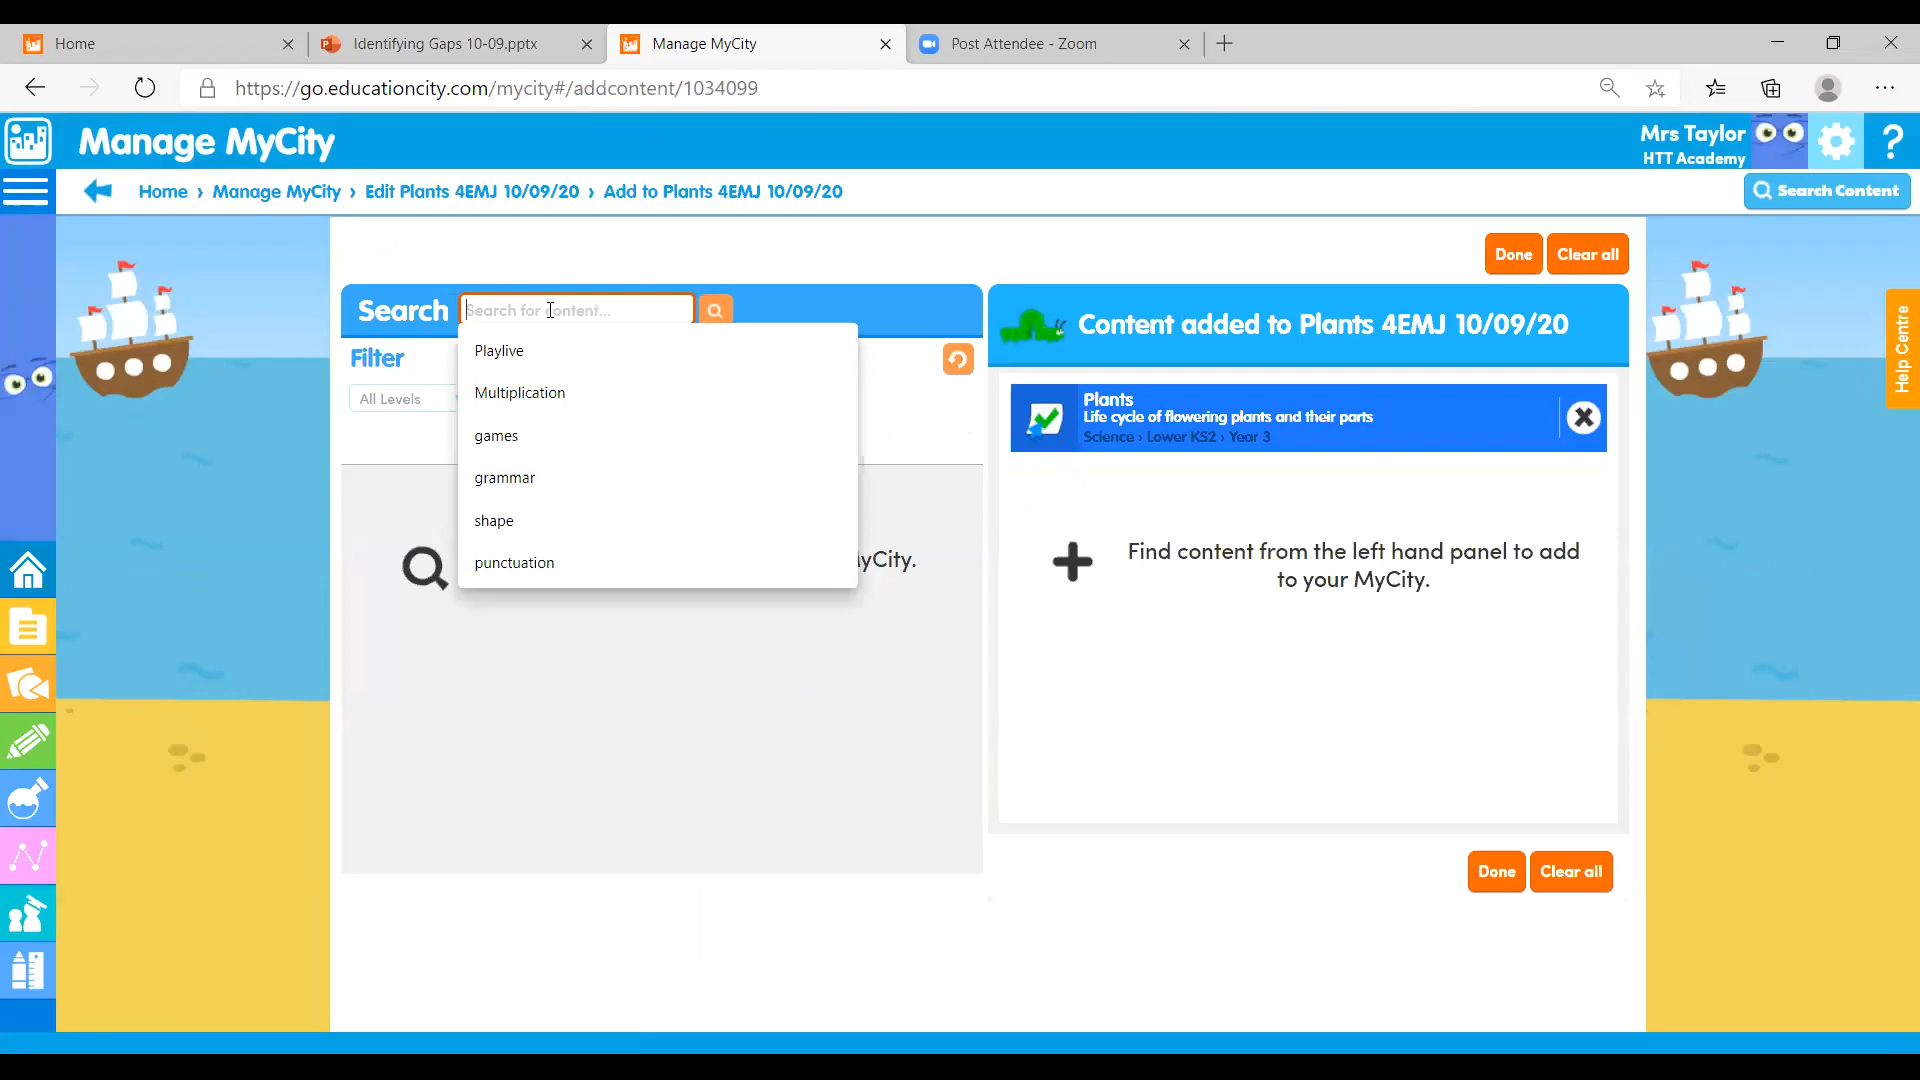 Home
Identifying Gaps 10-09.pptx
Manage MyCity
Post Attendee - Zoom
https://go.educationcity.com/mycity#/addcontent/1034099
Manage MyCity
Mrs Taylor
HTT Academy
?
Home › Manage MyCity › Edit Plants 4EMJ 10/09/20 › Add to Plants 4EMJ 10/09/20
Search Content
Done
Clear all
Search
Search for content...
Content added to Plants 4EMJ 10/09/20
Help Centre
Playlive
Filter
All Levels
Multiplication
games
grammar
shape
punctuation
Plants
Life cycle of flowering plants and their parts
Science › Lower KS2 › Year 3
MyCity.
Find content from the left hand panel to add
to your MyCity.
Done
Clear all